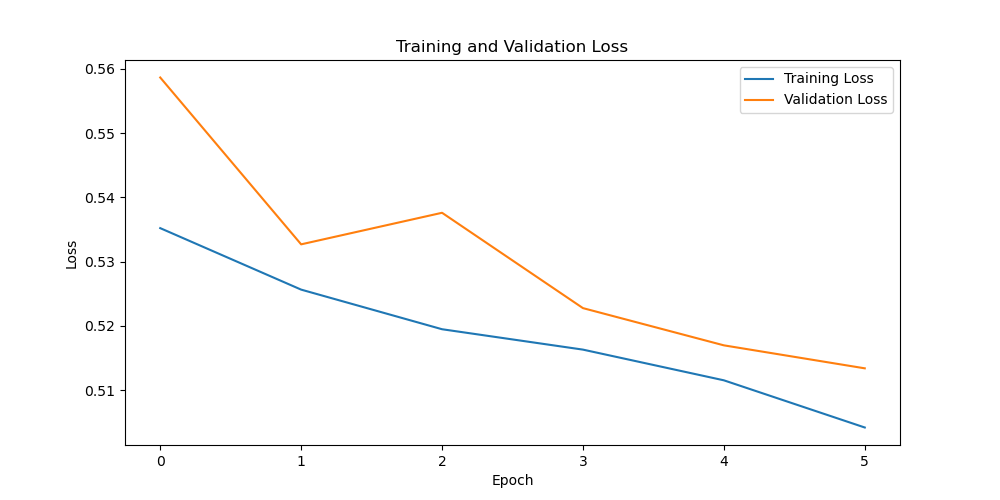 Training and Validation Loss
Training Loss
Validation Loss
0.56
0.55
0.54
0.53
0.52
0.51
Loss
0 1 2 3 4 5
Epoch